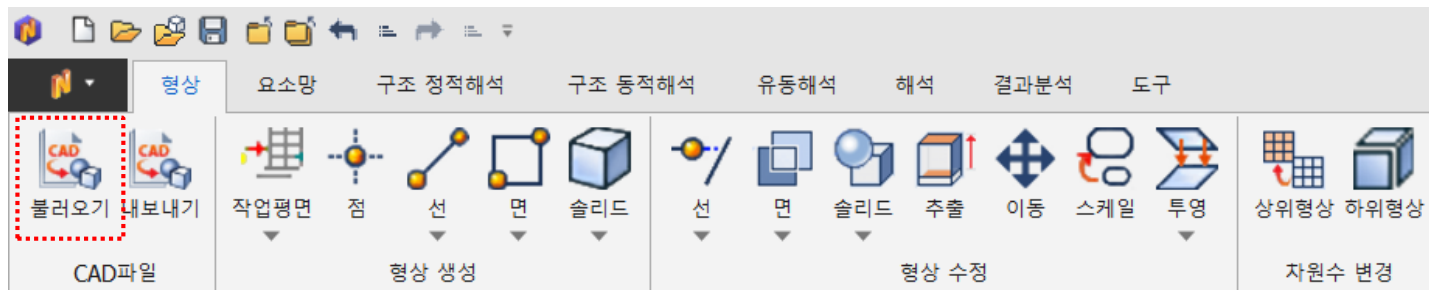 형상 요소망 구조 정적해석 구조 동적해석 유동해석 해석 결과분석 도구
CAD CAD
불러오기 내보내기 작업평면 점 선 면 솔리드 선 면 솔리드 추출 이동 스케일 투영 상위형상 하위형상
CAD파일 형상 생성 형상 수정 차원수 변경